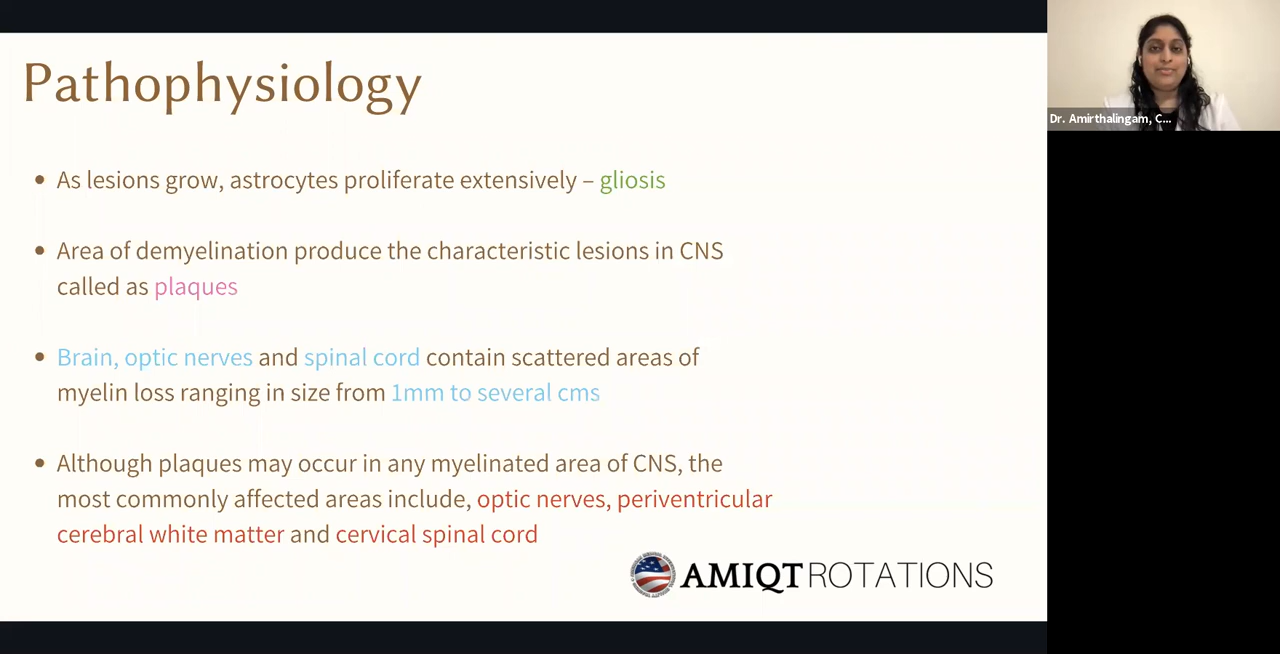 Pathophysiology
• As lesions grow, astrocytes proliferate extensively – gliosis
• Area of demyelination produce the characteristic lesions in CNS
called as plaques
• Brain, optic nerves and spinal cord contain scattered areas of
myelin loss ranging in size from 1mm to several cms
• Although plaques may occur in any myelinated area of CNS, the
most commonly affected areas include, optic nerves, periventricular
cerebral white matter and cervical spinal cord
AMIQT ROTATIONS
Dr. Amirthalingam, C...